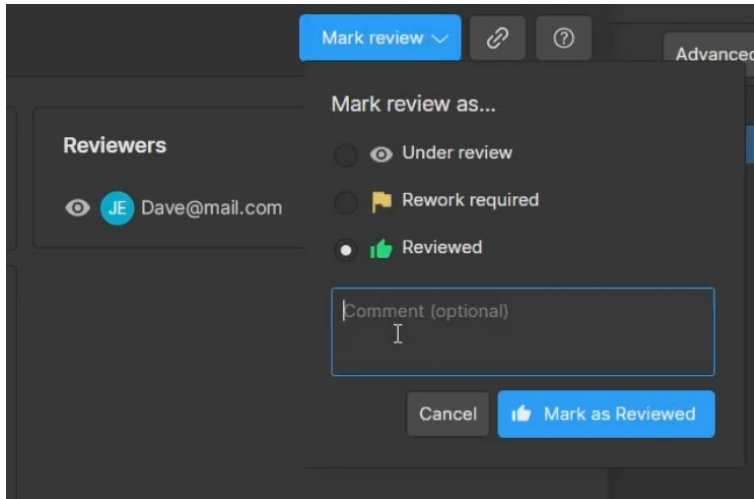 Mark review
Advanced
Reviewers
JE Dave@mail.com
Mark review as...
Under review
Rework required
Reviewed
Comment (optional)
Cancel
Mark as Reviewed